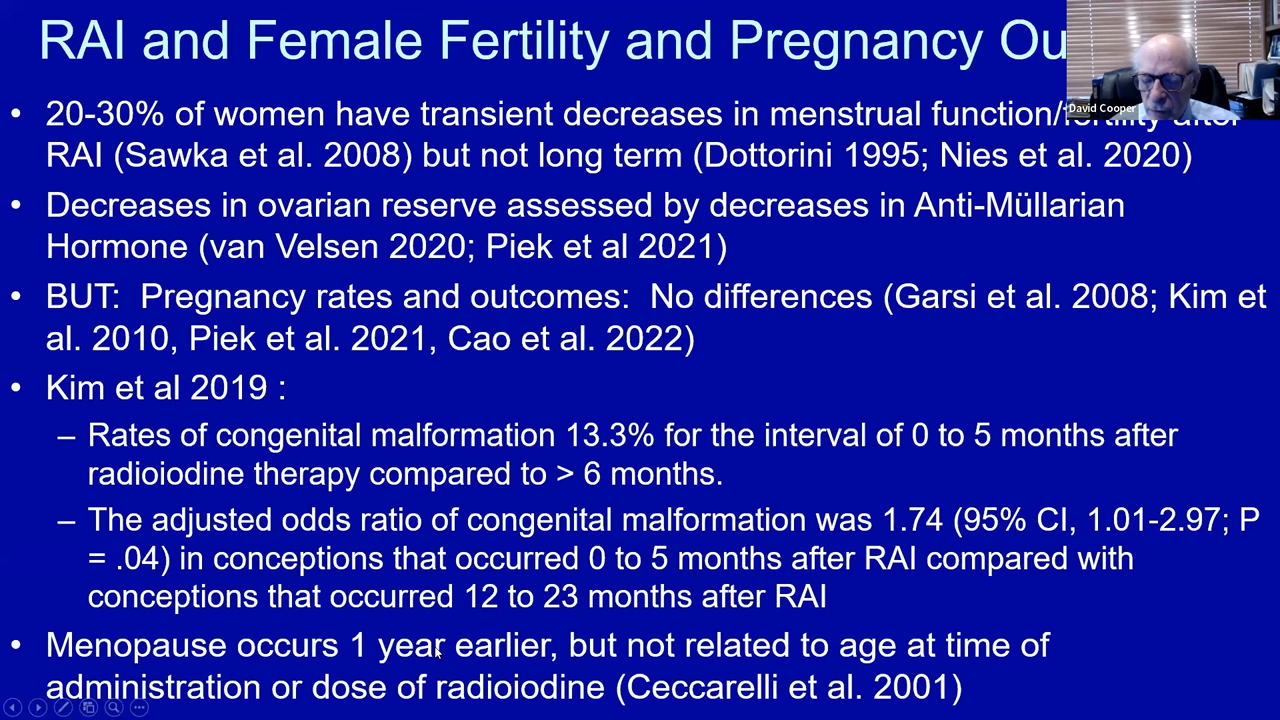 RAI and Female Fertility and Pregnancy Ou
David Cooper
• 20-30% of women have transient decreases in menstrual function/fertility after
RAI (Sawka et al. 2008) but not long term (Dottorini 1995; Nies et al. 2020)
• Decreases in ovarian reserve assessed by decreases in Anti-Müllarian
Hormone (van Velsen 2020; Piek et al 2021)
• BUT:  Pregnancy rates and outcomes:  No differences (Garsi et al. 2008; Kim et
al. 2010, Piek et al. 2021, Cao et al. 2022)
• Kim et al 2019 :
– Rates of congenital malformation 13.3% for the interval of 0 to 5 months after
radioiodine therapy compared to > 6 months.
– The adjusted odds ratio of congenital malformation was 1.74 (95% CI, 1.01-2.97; P
= .04) in conceptions that occurred 0 to 5 months after RAI compared with
conceptions that occurred 12 to 23 months after RAI
• Menopause occurs 1 year earlier, but not related to age at time of
administration or dose of radioiodine (Ceccarelli et al. 2001)